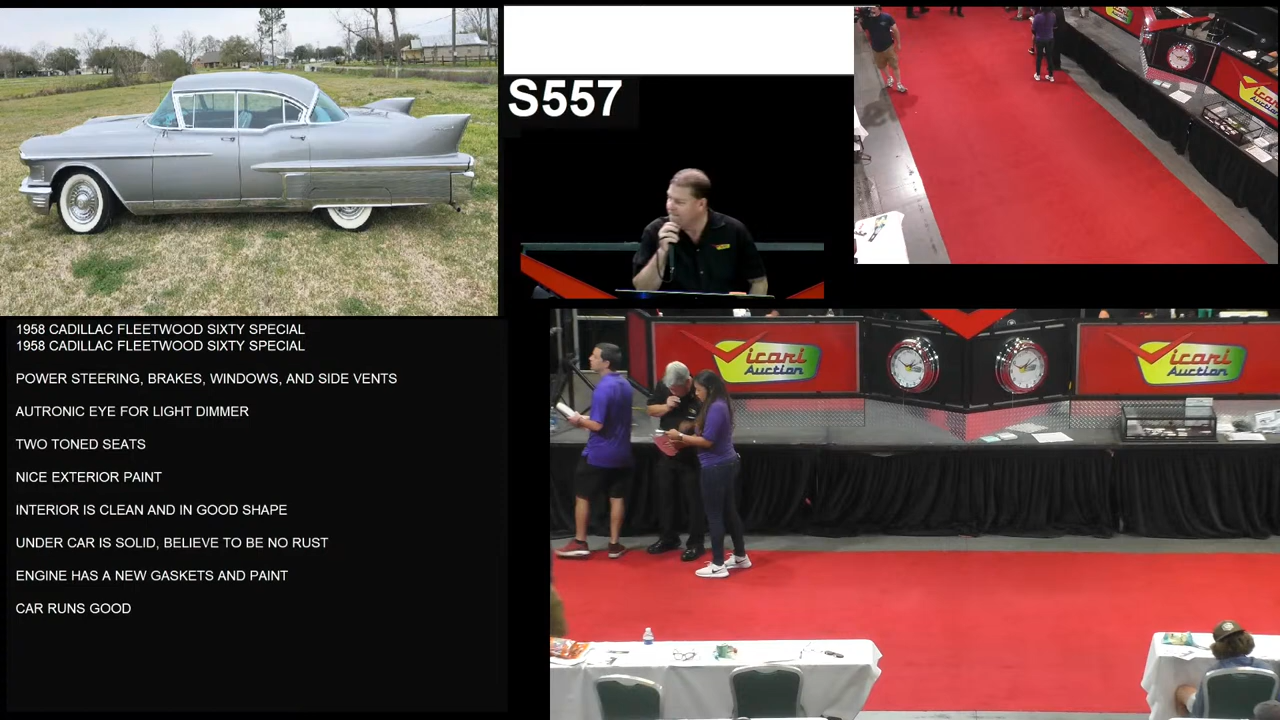 S557
1958 CADILLAC FLEETWOOD SIXTY SPECIAL
1958 CADILLAC FLEETWOOD SIXTY SPECIAL
POWER STEERING, BRAKES, WINDOWS, AND SIDE VENTS
AUTRONIC EYE FOR LIGHT DIMMER
TWO TONED SEATS
NICE EXTERIOR PAINT
INTERIOR IS CLEAN AND IN GOOD SHAPE
UNDER CAR IS SOLID, BELIEVE TO BE NO RUST
ENGINE HAS A NEW GASKETS AND PAINT
CAR RUNS GOOD
Vicari
Auction
Vicari
Auction
Vicari
Auction